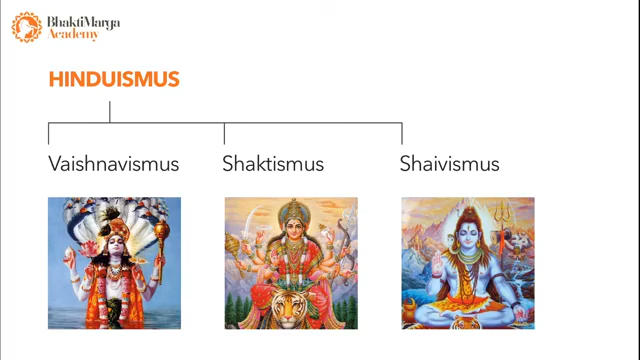 BhaktiMarga
Academy
HINDUISMUS
Vaishnavismus
Shaktismus
Shaivismus